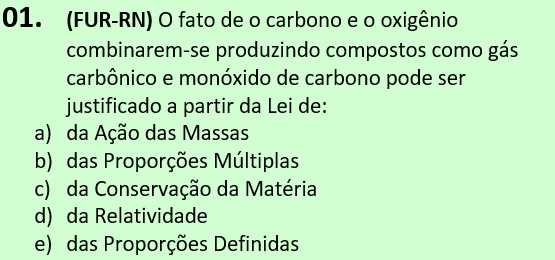 01. (FUR-RN) O fato de o carbono e o oxigênio
combinarem-se produzindo compostos como gás
carbônico e monóxido de carbono pode ser
justificado a partir da Lei de:
a) da Ação das Massas
b) das Proporções Múltiplas
c) da Conservação da Matéria
d) da Relatividade
e) das Proporções Definidas